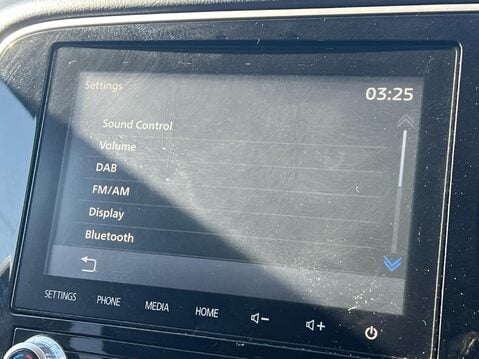 Settings
03:25
Sound Control
Volume
DAB
FM/AM
Display
Bluetooth
SETTINGS PHONE MEDIA HOME